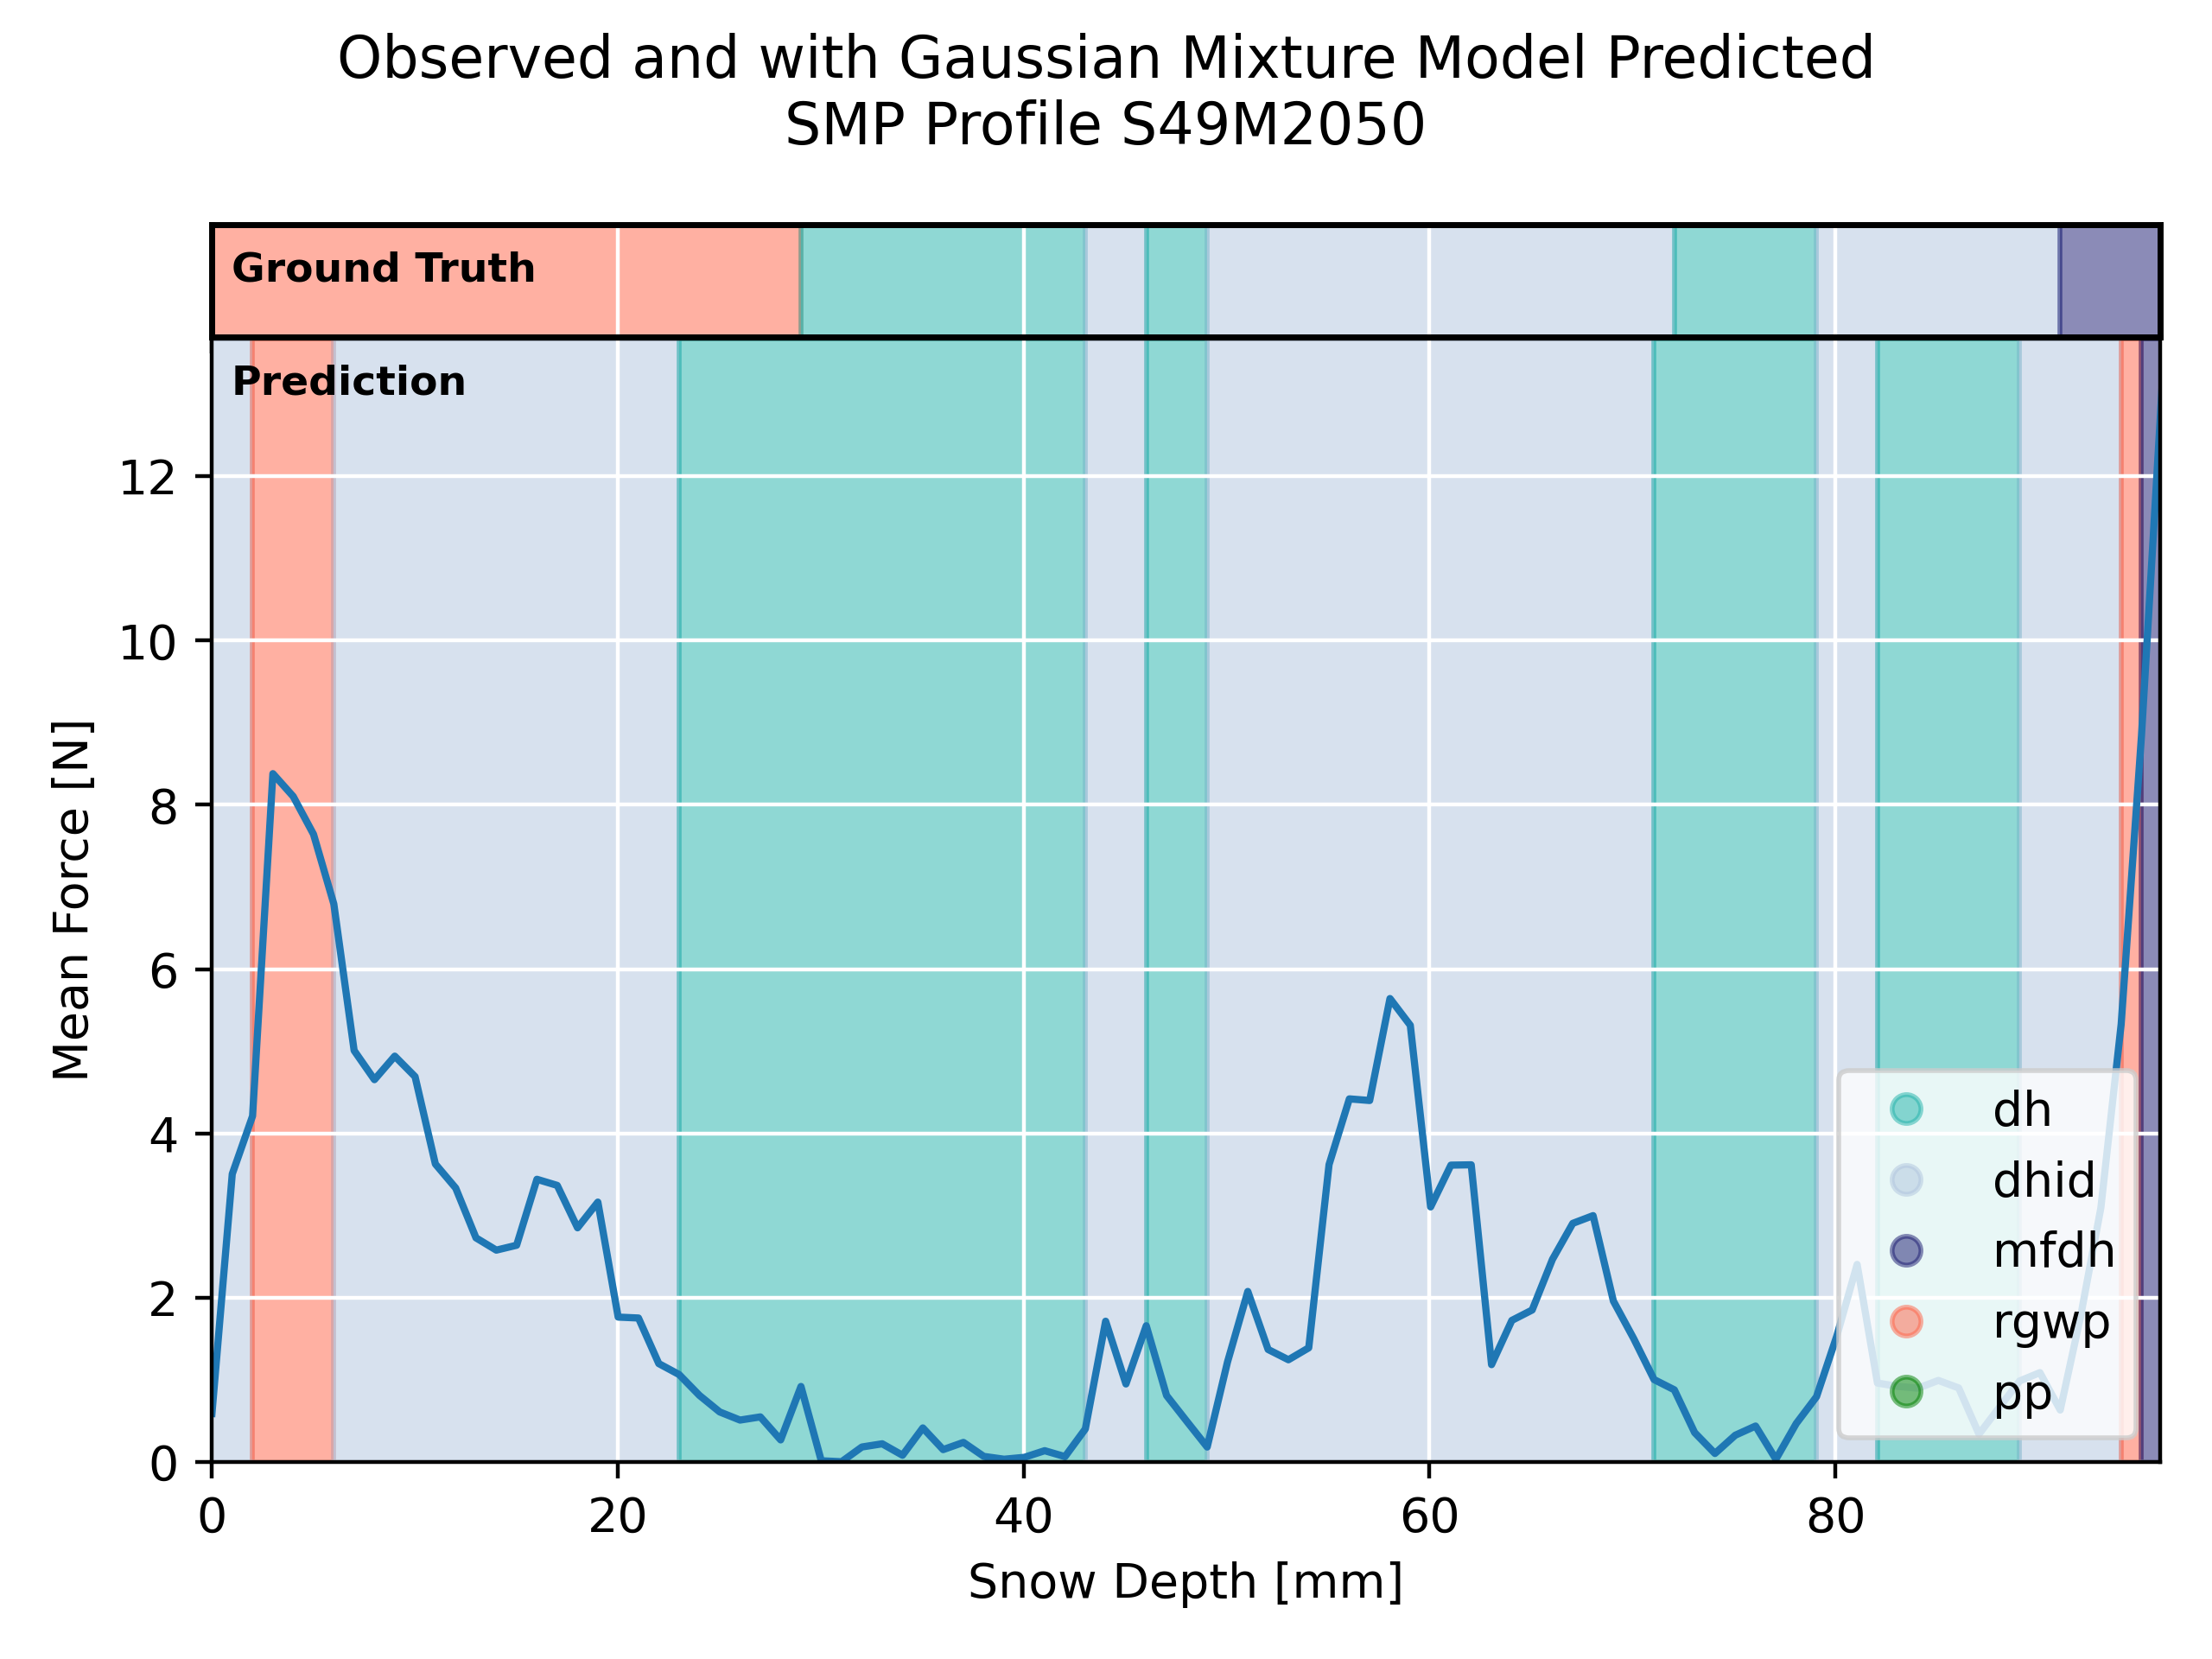 Observed and with Gaussian Mixture Model Predicted
SMP Profile S49M2050
Ground Truth
Prediction
12
10
8
6
4
2
0
Mean Force [N]
dh
dhid
mfdh
rgwp
pp
0 20 40 60 80
Snow Depth [mm]